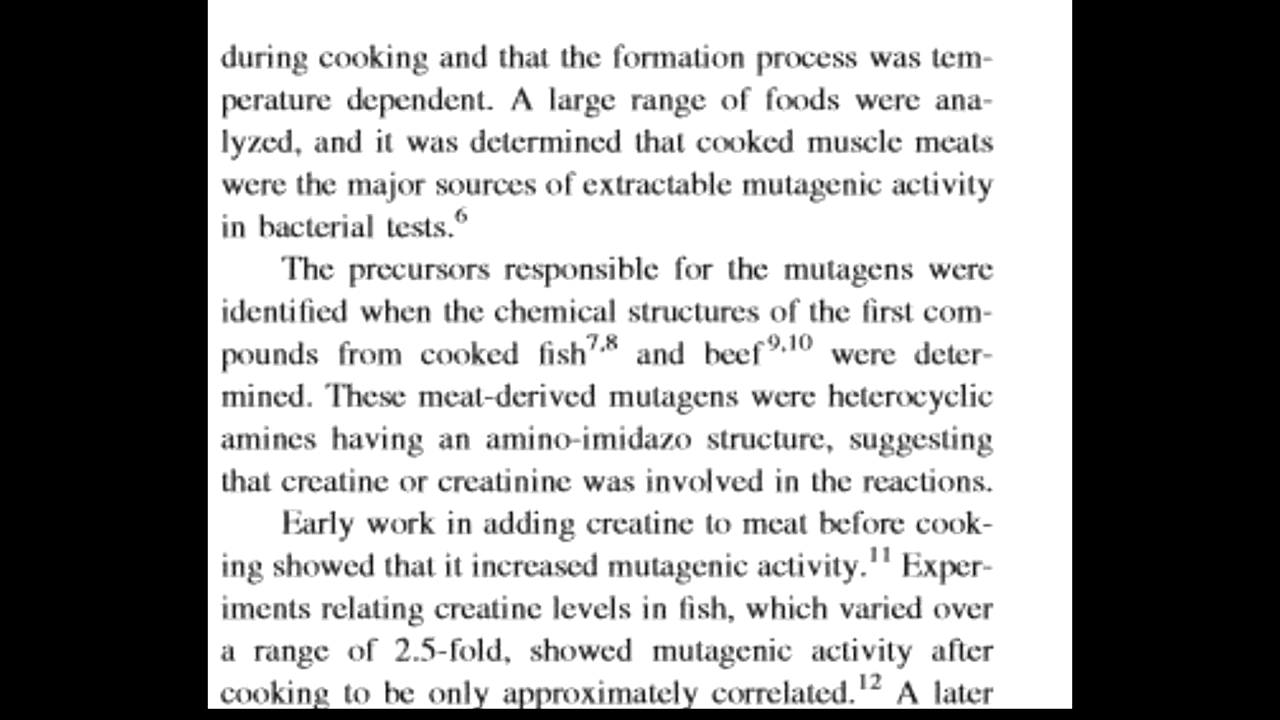 during cooking and that the formation process was tem-
perature dependent. A large range of foods were ana-
lyzed, and it was determined that cooked muscle meats
were the major sources of extractable mutagenic activity
in bacterial tests.6
The precursors responsible for the mutagens were
identified when the chemical structures of the first com-
pounds from cooked fish7,8 and beef9,10 were deter-
mined. These meat-derived mutagens were heterocyclic
amines having an amino-imidazo structure, suggesting
that creatine or creatinine was involved in the reactions.
Early work in adding creatine to meat before cook-
ing showed that it increased mutagenic activity.11 Exper-
iments relating creatine levels in fish, which varied over
a range of 2.5-fold, showed mutagenic activity after
cooking to be only approximately correlated.12 A later